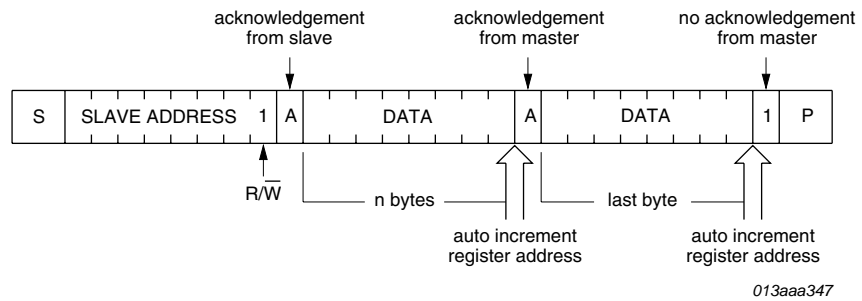 acknowledgement
from slave
acknowledgement
from master
no acknowledgement
from master
S SLAVE ADDRESS 1 A DATA A DATA 1 P
R/W̅
n bytes
last byte
auto increment
register address
auto increment
register address
013aaa347